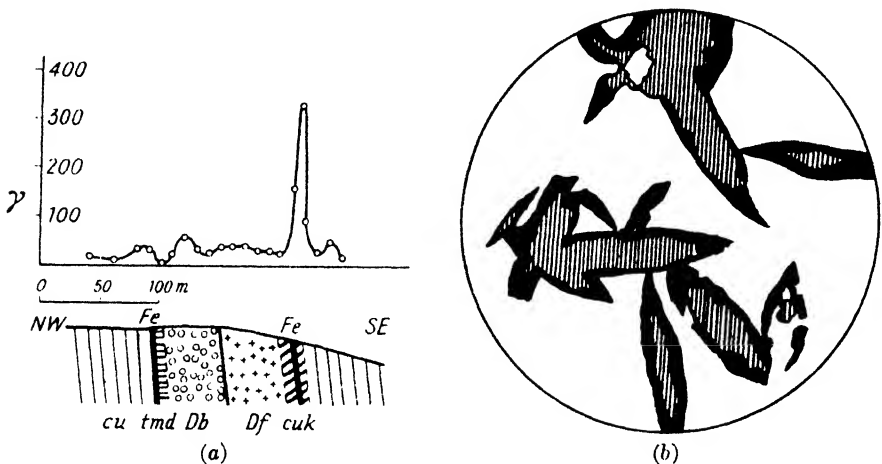 400
300
200
γ
100
0 50 100 m
NW Fe Fe SE
cu tmd Db Df cuk
(a) (b)